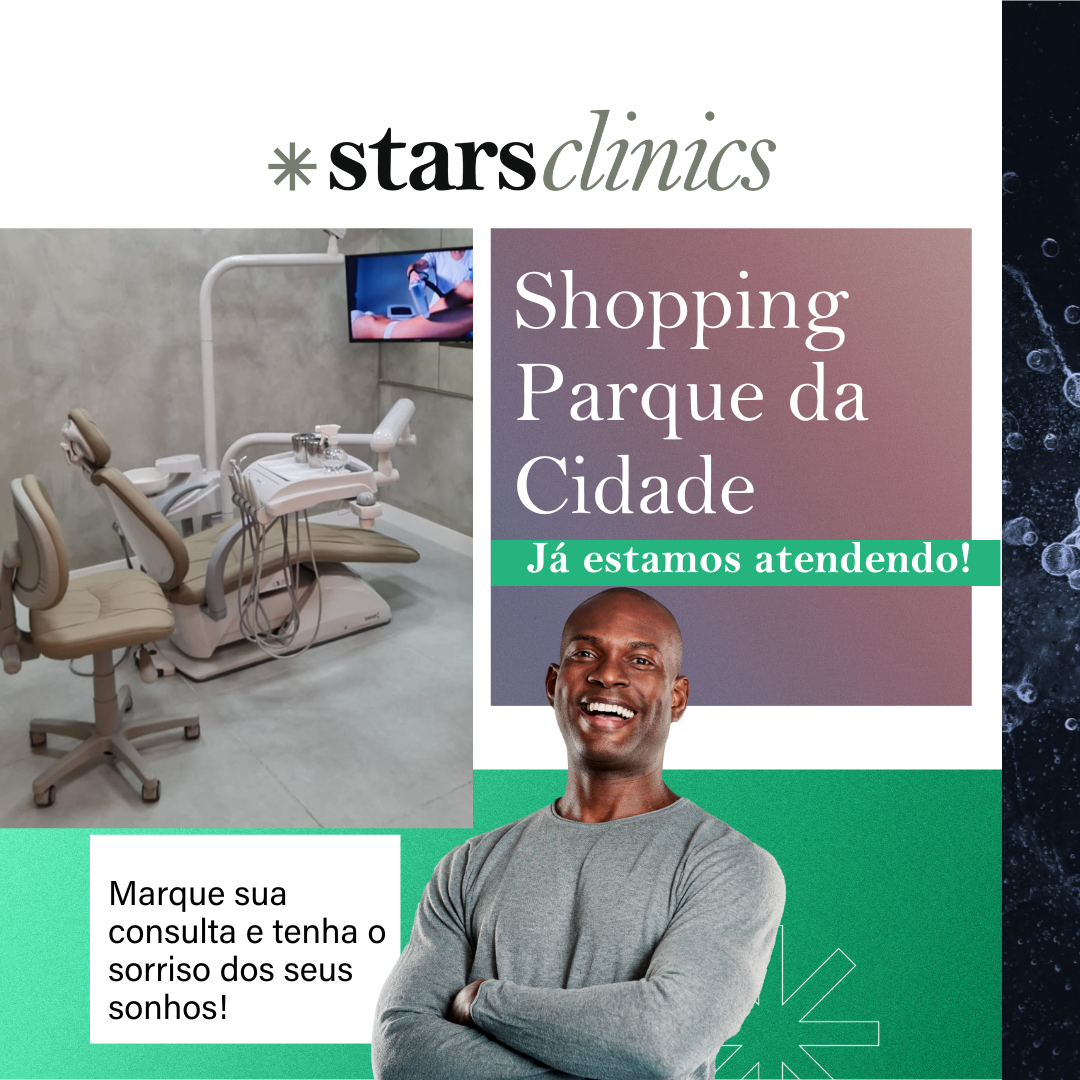 starsclinics
Shopping
Parque da
Cidade
Já estamos atendendo!
Marque sua
consulta e tenha o
sorriso dos seus
sonhos!